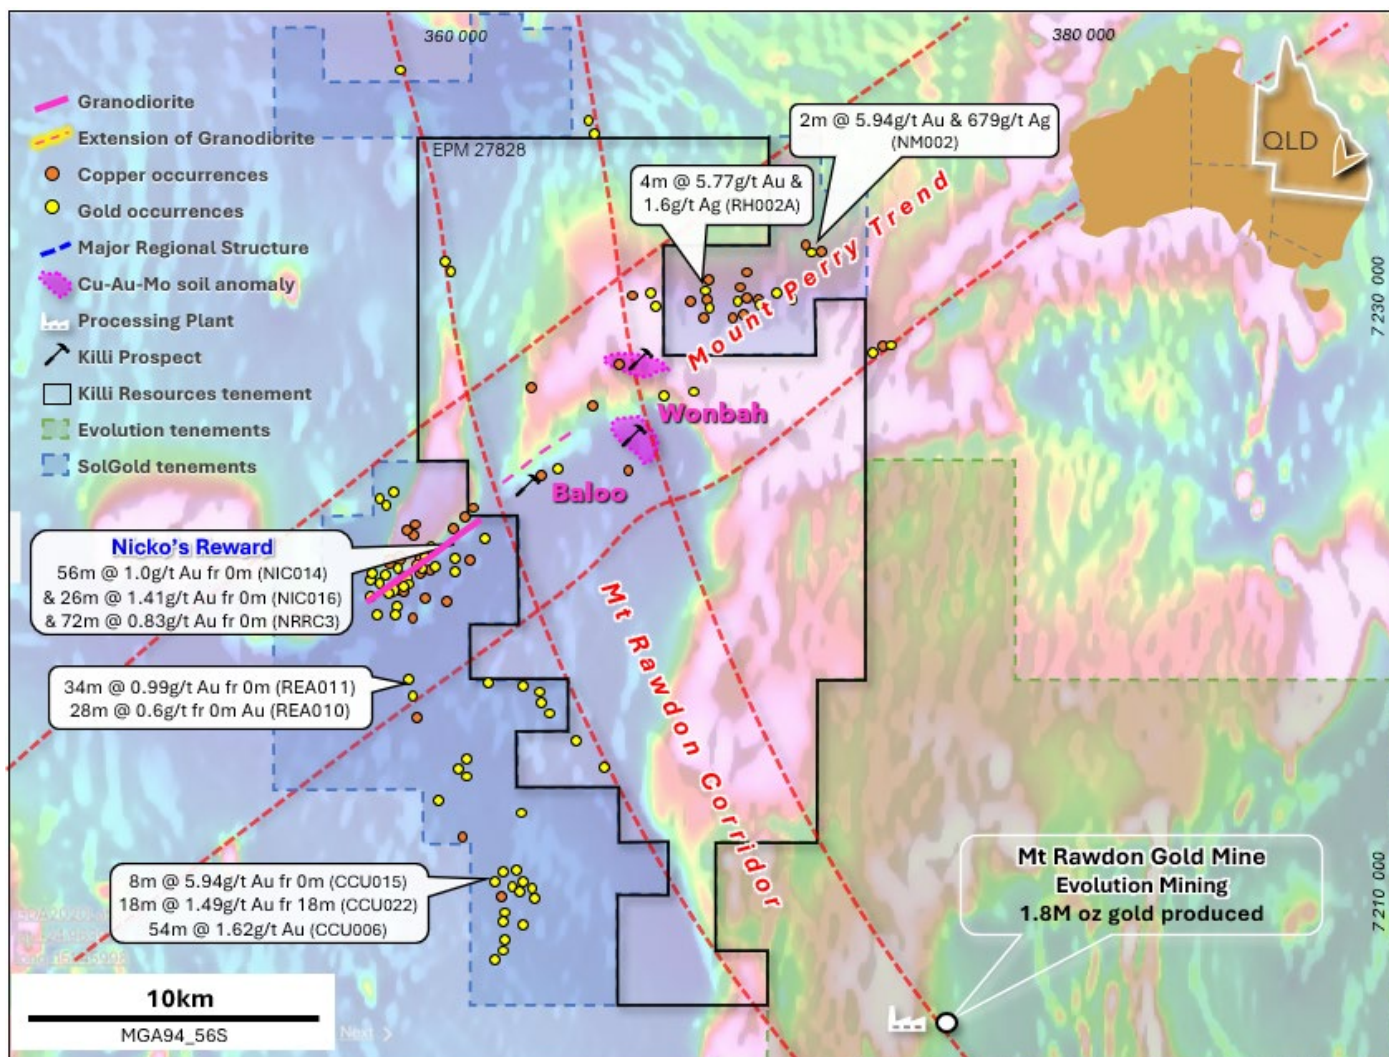 360 000
380 000
Granodiorite
Extension of Granodiorite
Copper occurrences
Gold occurrences
Major Regional Structure
Cu-Au-Mo soil anomaly
Processing Plant
Killi Prospect
Killi Resources tenement
Evolution tenements
SolGold tenements
EPM 27828
2m @ 5.94g/t Au & 679g/t Ag
(NM002)
4m @ 5.77g/t Au &
1.6g/t Ag (RH002A)
QLD
7 230 000
Mount Perry Trend
Wonbah
Baloo
Nicko's Reward
56m @ 1.0g/t Au fr 0m (NIC014)
& 26m @ 1.41g/t Au fr 0m (NIC016)
& 72m @ 0.83g/t Au fr 0m (NRRC3)
Mt Rawdon Corridor
34m @ 0.99g/t Au fr 0m (REA011)
28m @ 0.6g/t fr 0m Au (REA010)
8m @ 5.94g/t Au fr 0m (CCU015)
18m @ 1.49g/t Au fr 18m (CCU022)
54m @ 1.62g/t Au (CCU006)
Mt Rawdon Gold Mine
Evolution Mining
1.8M oz gold produced
7 210 000
10km
MGA94_56S
Next